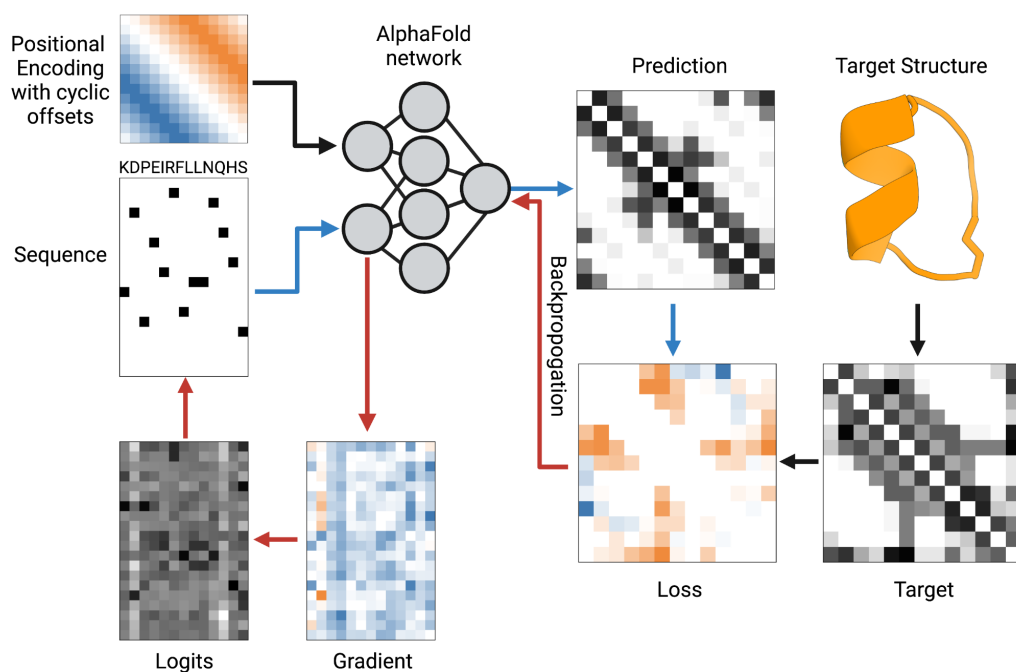 Positional
Encoding
with cyclic
offsets
AlphaFold
network
Prediction
Target Structure
KDPEIRFLLNQHS
Sequence
Backpropogation
Loss
Target
Logits
Gradient